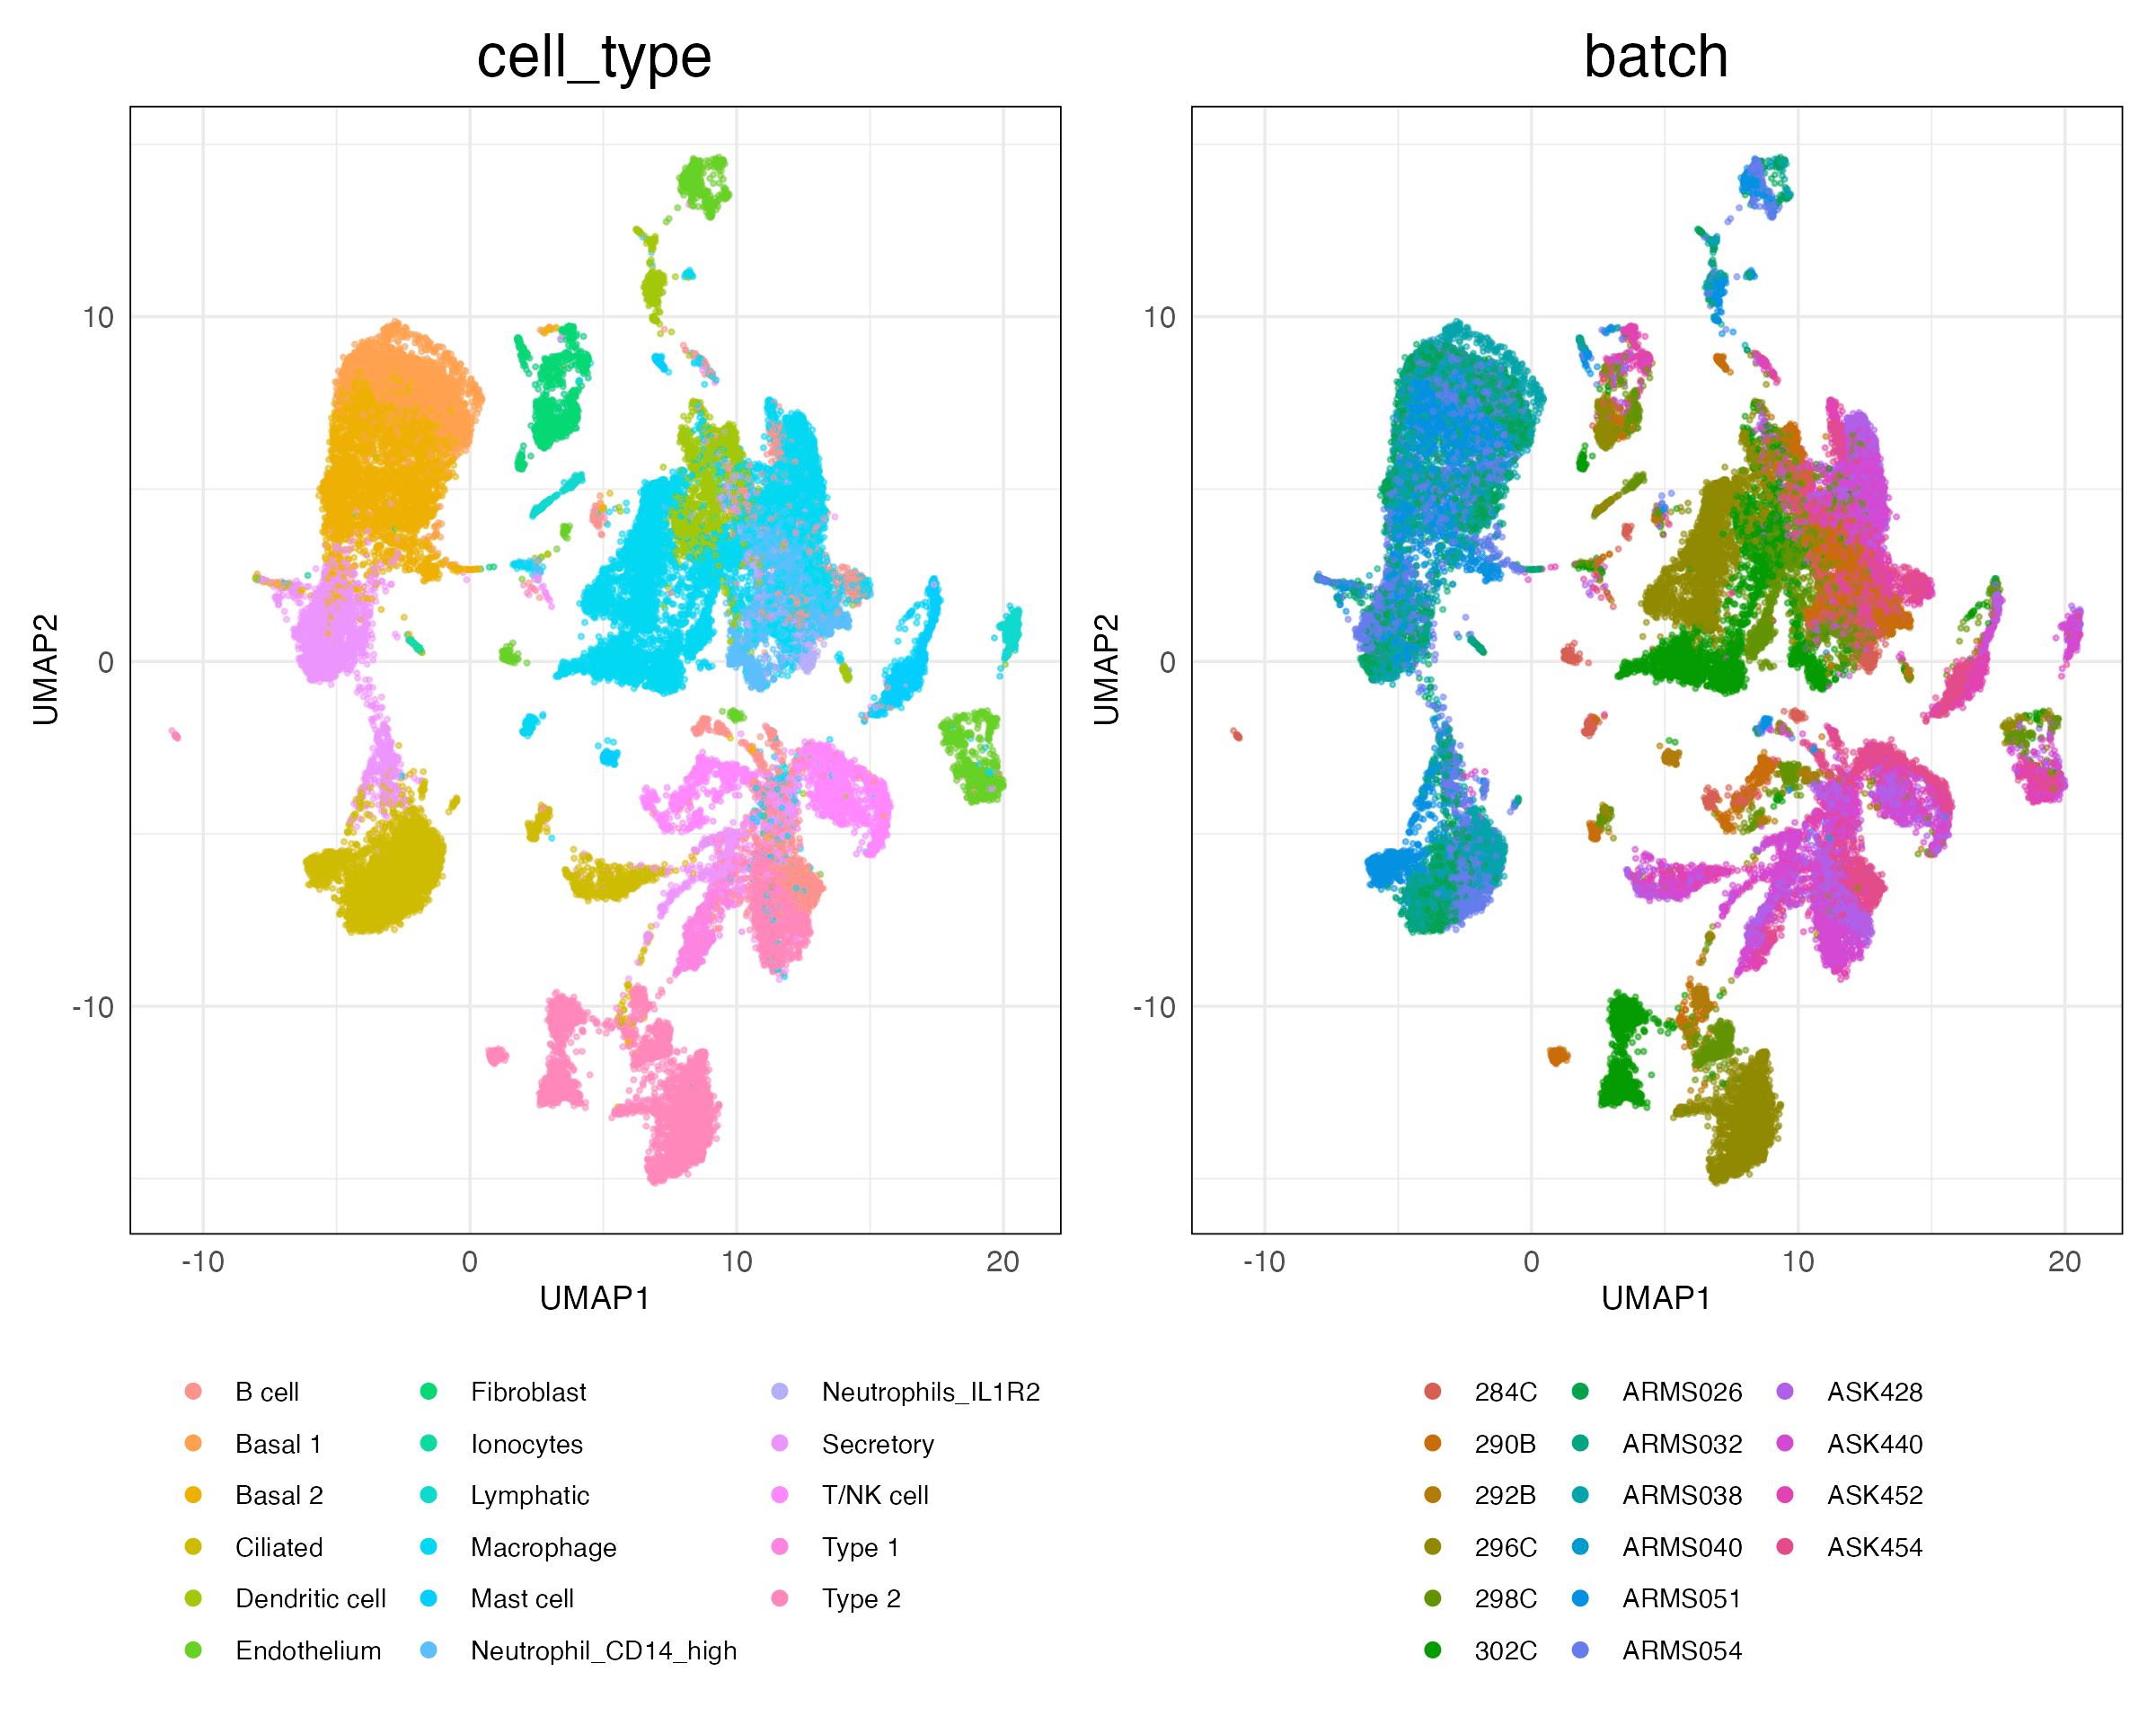 cell_type
batch
UMAP2
10
0
-10
-10 0 10 20
UMAP1
UMAP2
10
0
-10
-10 0 10 20
UMAP1
B cell
Basal 1
Basal 2
Ciliated
Dendritic cell
Endothelium
Fibroblast
Ionocytes
Lymphatic
Macrophage
Mast cell
Neutrophil_CD14_high
Neutrophils_IL1R2
Secretory
T/NK cell
Type 1
Type 2
284C
290B
292B
296C
298C
302C
ARMS026
ARMS032
ARMS038
ARMS040
ARMS051
ARMS054
ASK428
ASK440
ASK452
ASK454